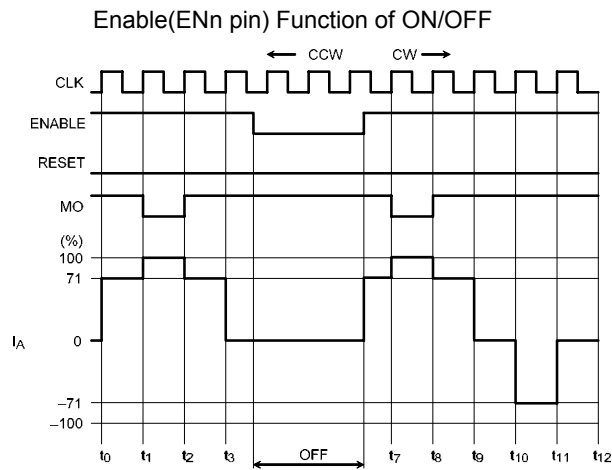 Enable(ENn pin) Function of ON/OFF
CCW CW
CLK
ENABLE
RESET
MO
(%)
100
71
IA 0
–71
–100
t0 t1 t2 t3 OFF t7 t8 t9 t10 t11 t12